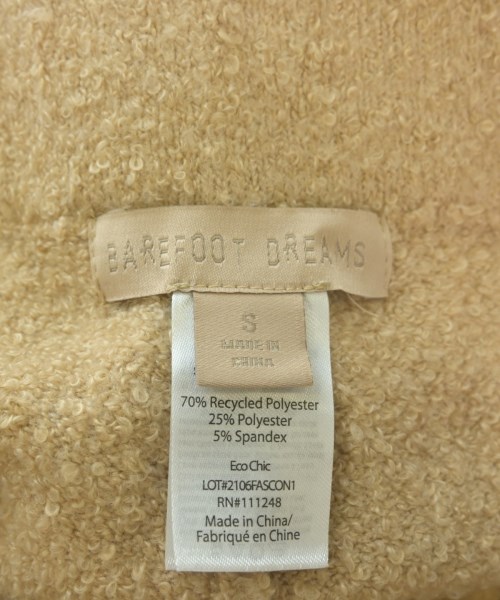 BAREFOOT DREAMS
S
MADE IN
CHINA
70% Recycled Polyester
25% Polyester
5% Spandex
Eco Chic
LOT#2106FASCON1
RN#111248
Made in China/
Fabriqué en Chine